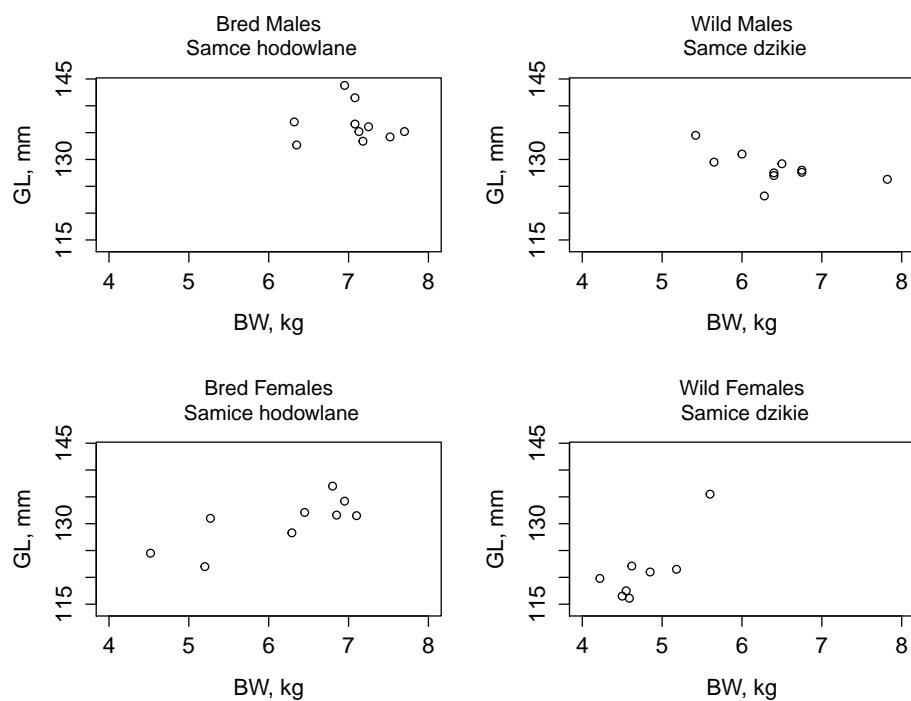 Bred Males
Samce hodowlane
GL, mm
145
130
115
4 5 6 7 8
BW, kg
Wild Males
Samce dzikie
GL, mm
145
130
115
4 5 6 7 8
BW, kg
Bred Females
Samice hodowlane
GL, mm
145
130
115
4 5 6 7 8
BW, kg
Wild Females
Samice dzikie
GL, mm
145
130
115
4 5 6 7 8
BW, kg